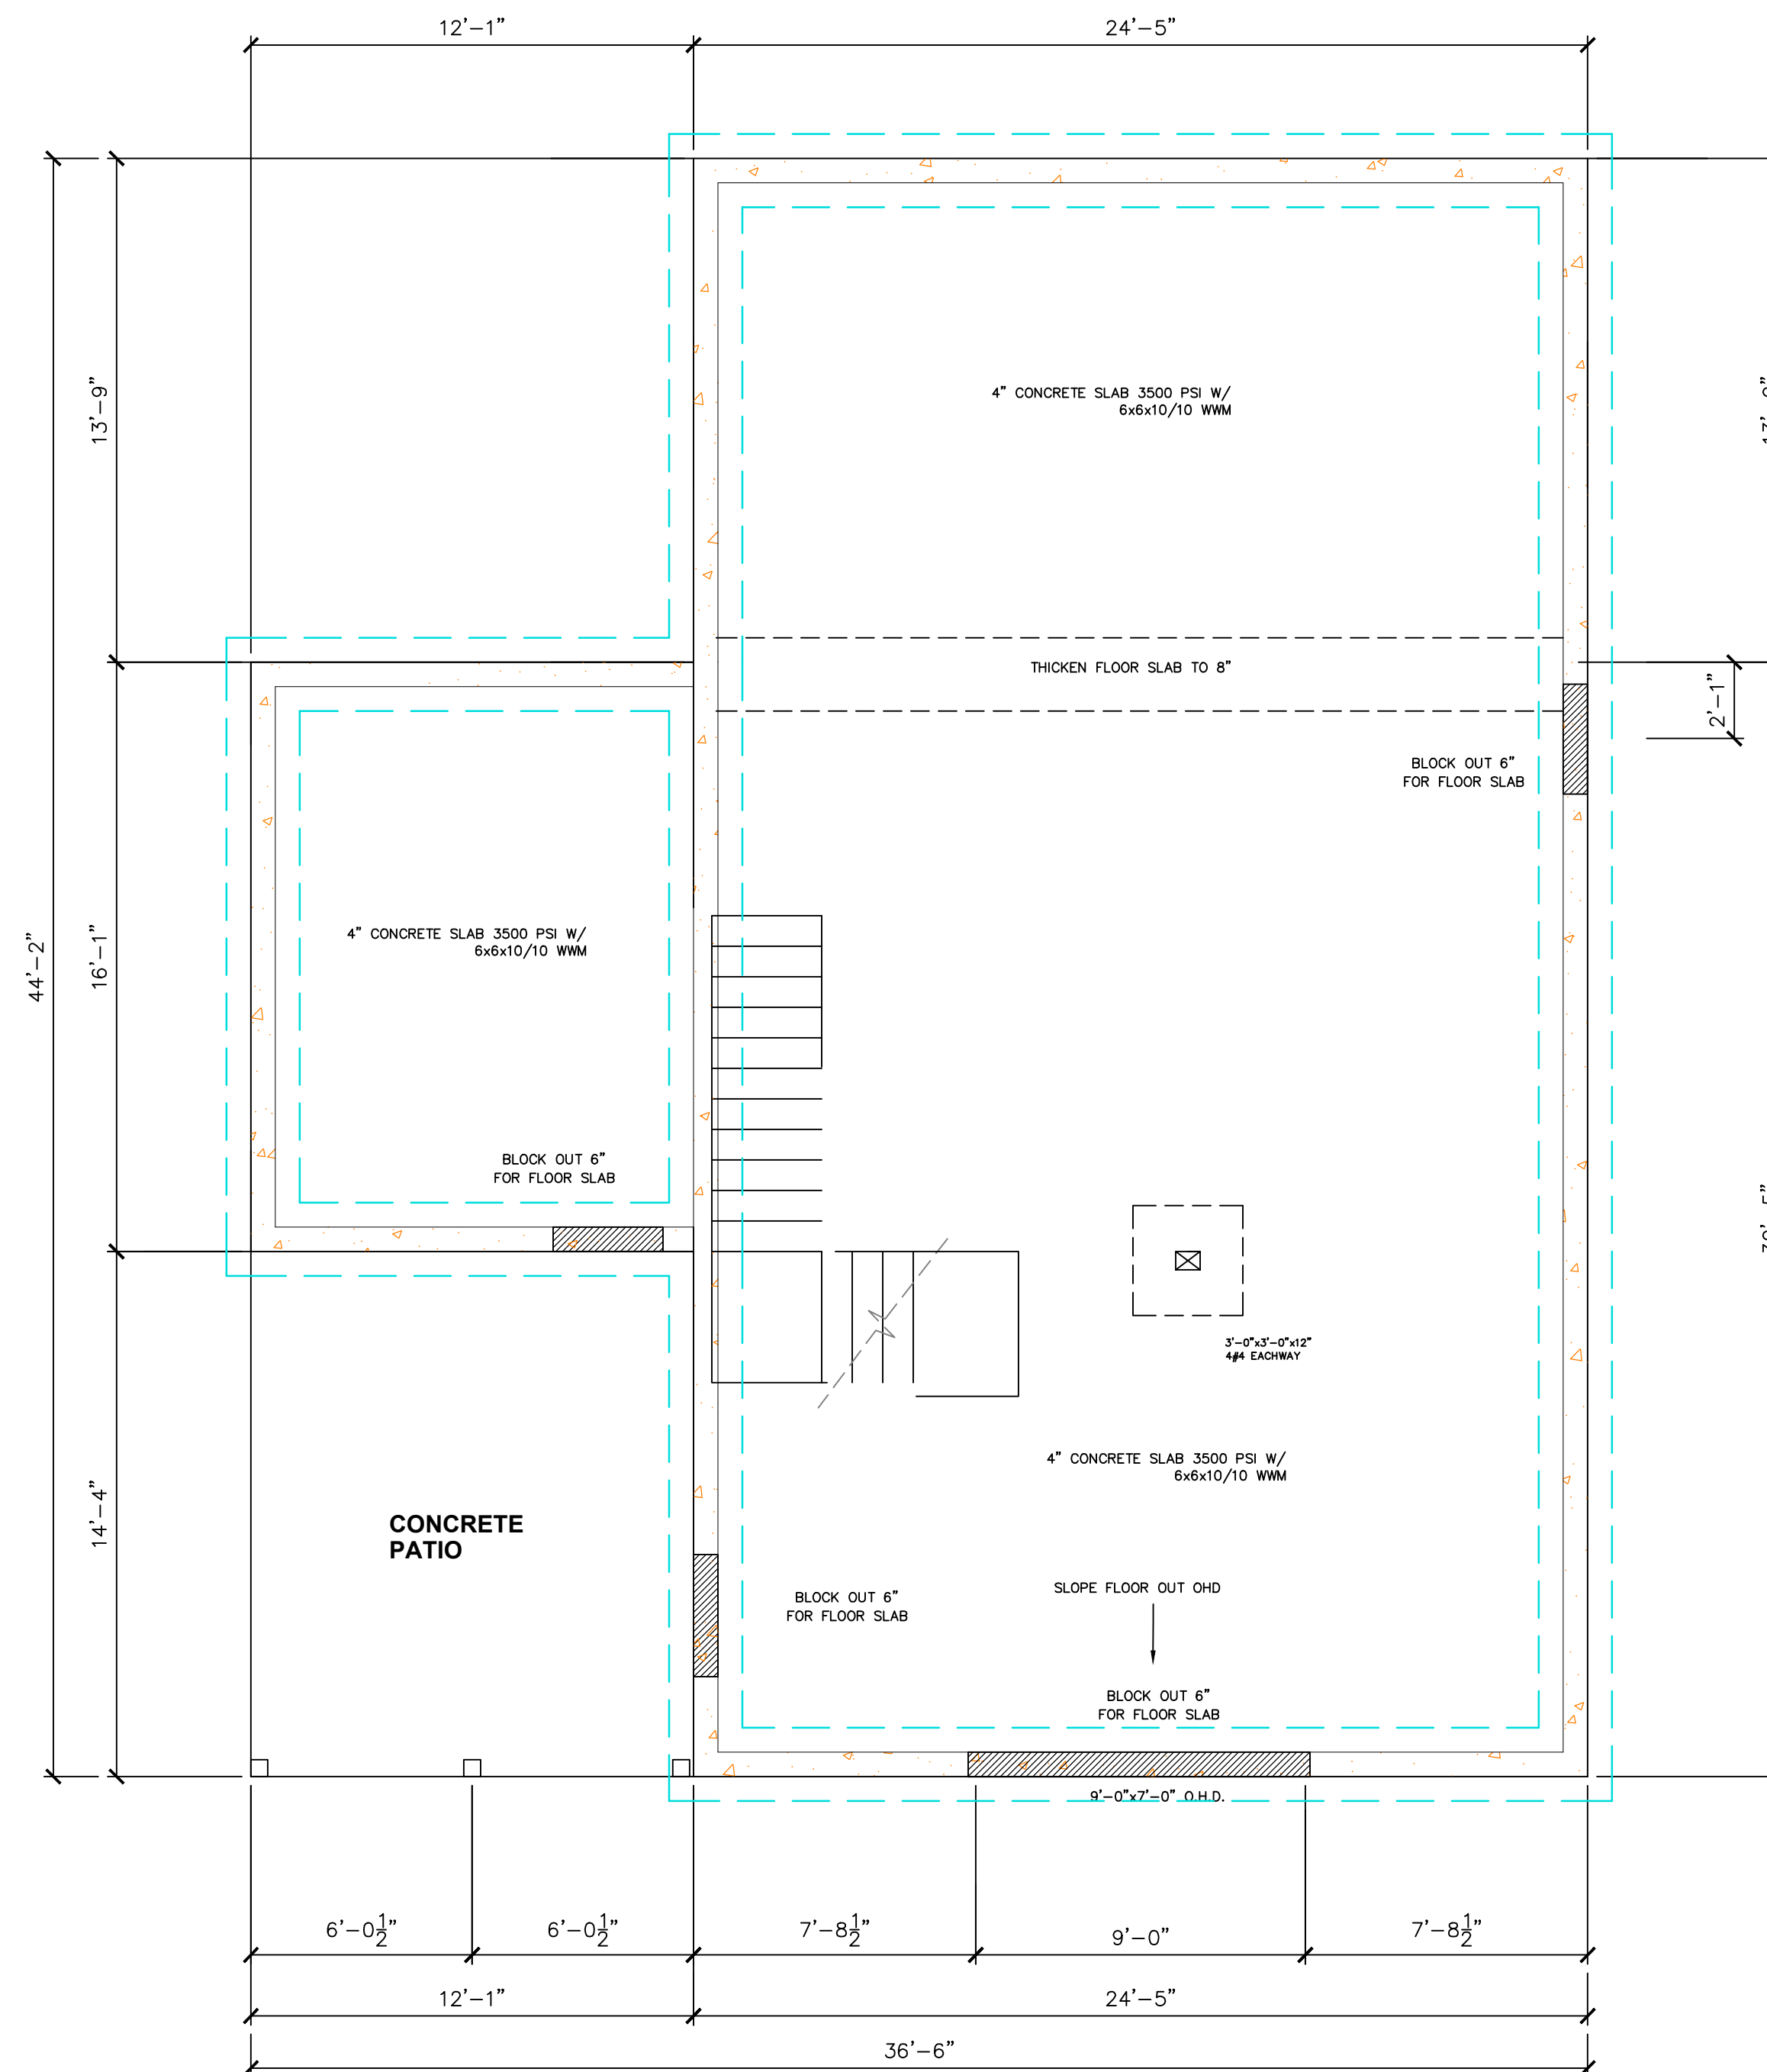 12'-1" 24'-5"
13'-9"
4" CONCRETE SLAB 3500 PSI W/
6x6x10/10 WWM
THICKEN FLOOR SLAB TO 8"
2'-1"
BLOCK OUT 6"
FOR FLOOR SLAB
44'-2"
16'-1"
4" CONCRETE SLAB 3500 PSI W/
6x6x10/10 WWM
BLOCK OUT 6"
FOR FLOOR SLAB
3'-0"x3'-0"x12"
4#4 EACHWAY
4" CONCRETE SLAB 3500 PSI W/
6x6x10/10 WWM
14'-4"
CONCRETE
PATIO
SLOPE FLOOR OUT OHD
BLOCK OUT 6"
FOR FLOOR SLAB
BLOCK OUT 6"
FOR FLOOR SLAB
9'-0"x7'-0" O.H.D.
6'-0½" 6'-0½" 7'-8½" 9'-0" 7'-8½"
12'-1" 24'-5"
36'-6"